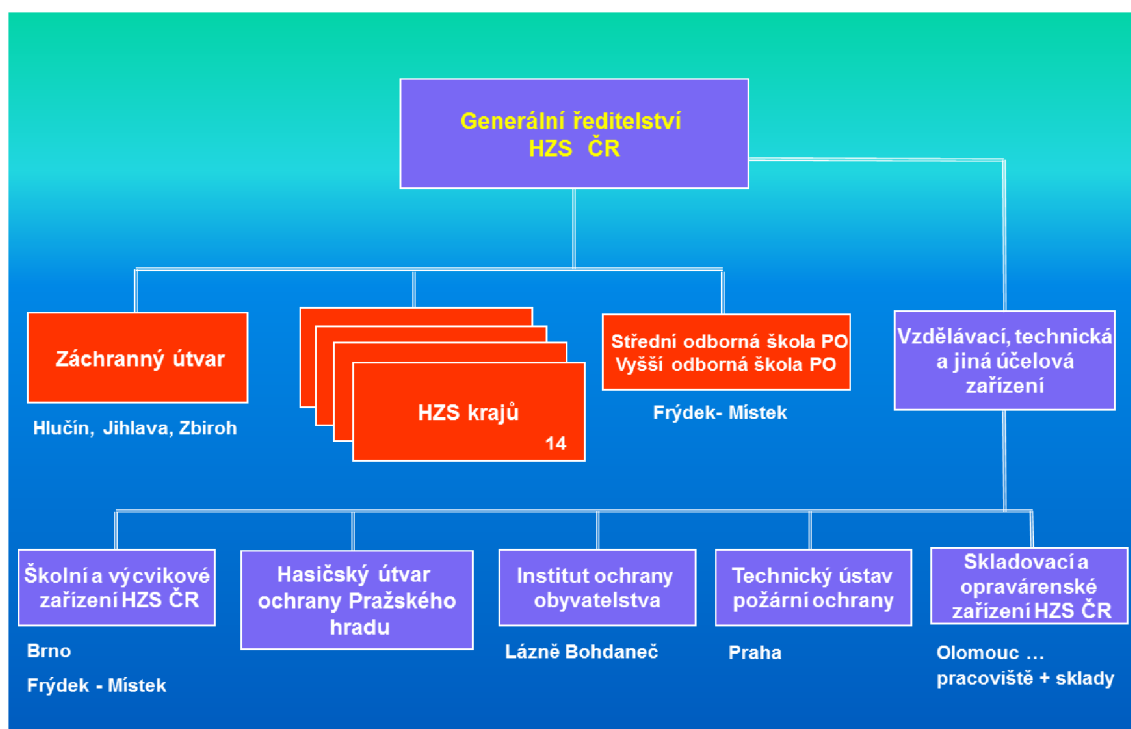 Generální ředitelství
HZS ČR
Záchranný útvar
Hlučín, Jihlava, Zbiroh
HZS krajů
14
Střední odborná škola PO
Vyšší odborná škola PO
Frýdek- Místek
Vzdělávací, technická
a jiná účelová
zařízení
Školní a výcvikové
zařízení HZS ČR
Brno
Frýdek - Místek
Hasičský útvar
ochrany Pražského
hradu
Institut ochrany
obyvatelstva
Lázně Bohdaneč
Technický ústav
požární ochrany
Praha
Skladovací a
opravárenské
zařízení HZS ČR
Olomouc ...
pracoviště + sklady